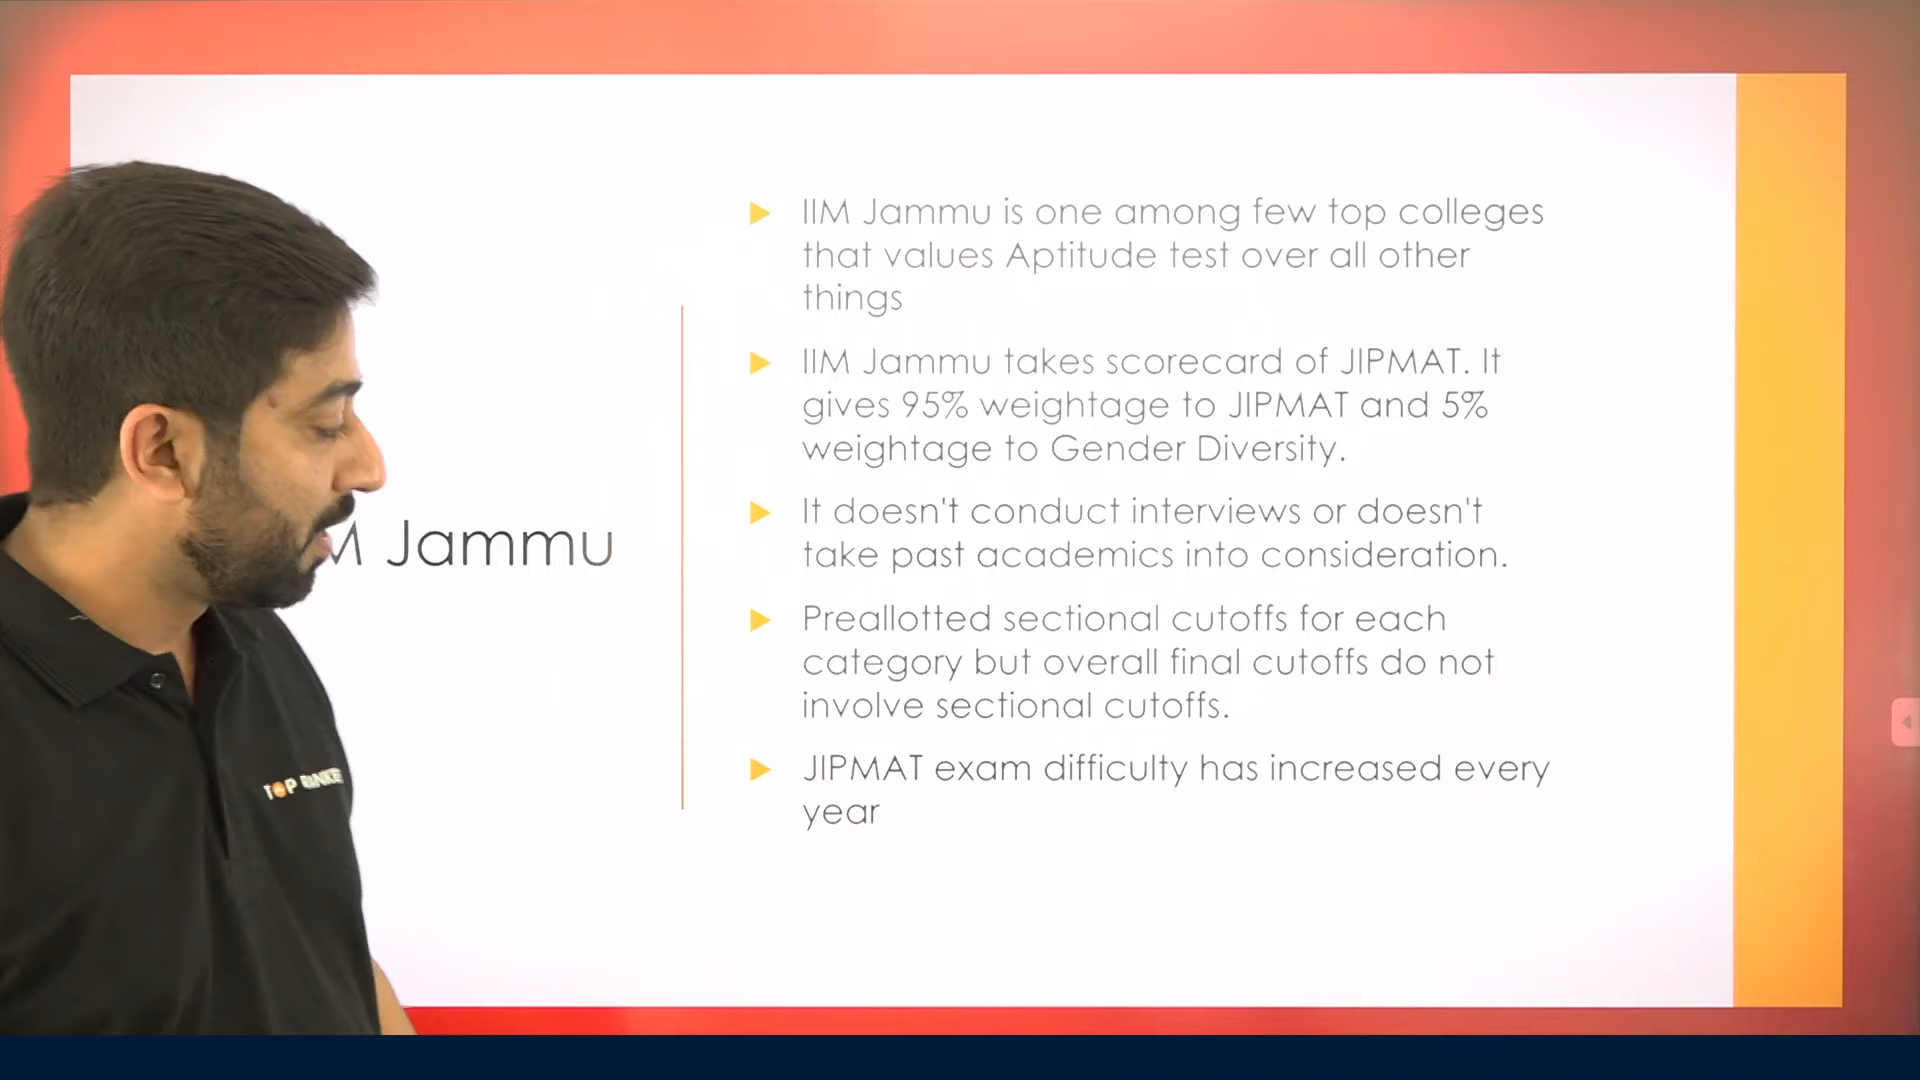 IIM Jammu is one among few top colleges
that values Aptitude test over all other
things
IIM Jammu takes scorecard of JIPMAT. It
gives 95% weightage to JIPMAT and 5%
weightage to Gender Diversity.
M Jammu
It doesn't conduct interviews or doesn't
take past academics into consideration.
Preallotted sectional cutoffs for each
category but overall final cutoffs do not
involve sectional cutoffs.
JIPMAT exam difficulty has increased every
year
TOP